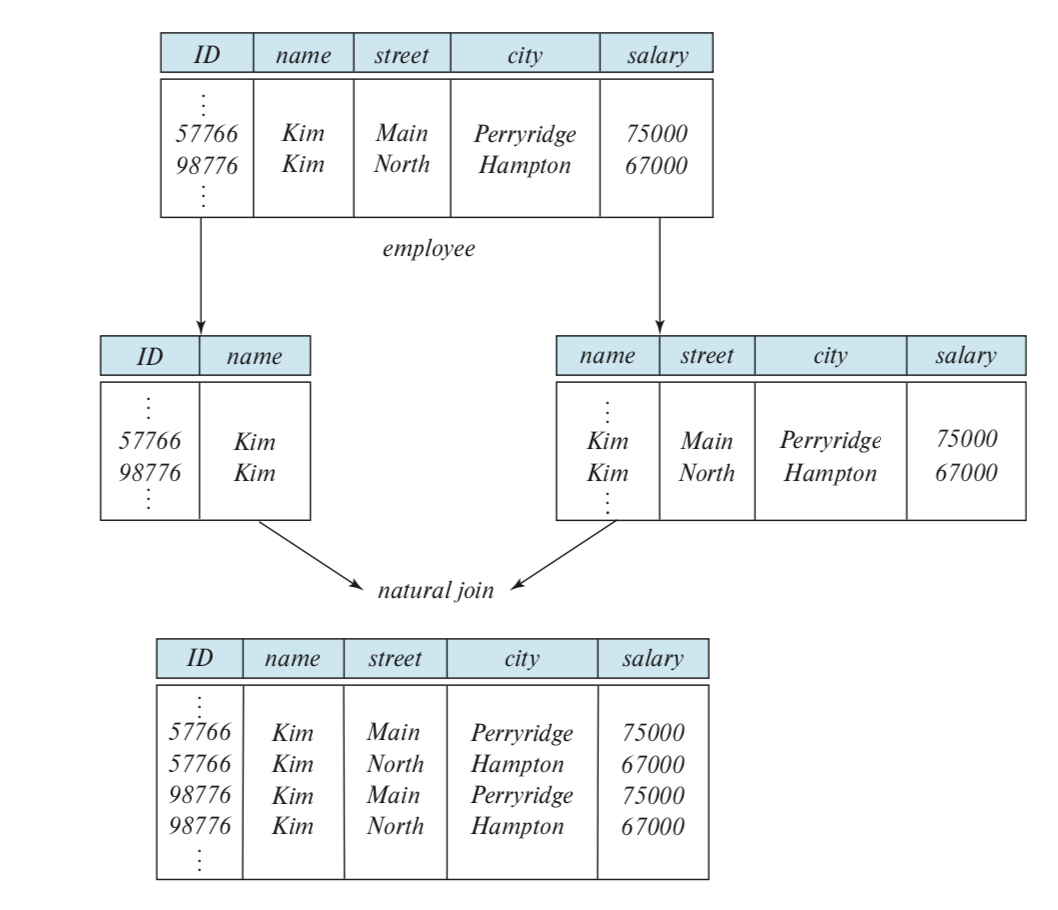 ID name street city salary
⋮
57766 Kim Main Perryridge 75000
98776 Kim North Hampton 67000
⋮
employee
ID name
⋮
57766 Kim
98776 Kim
⋮
name street city salary
⋮
Kim Main Perryridge 75000
Kim North Hampton 67000
⋮
natural join
ID name street city salary
⋮
57766 Kim Main Perryridge 75000
57766 Kim North Hampton 67000
98776 Kim Main Perryridge 75000
98776 Kim North Hampton 67000
⋮